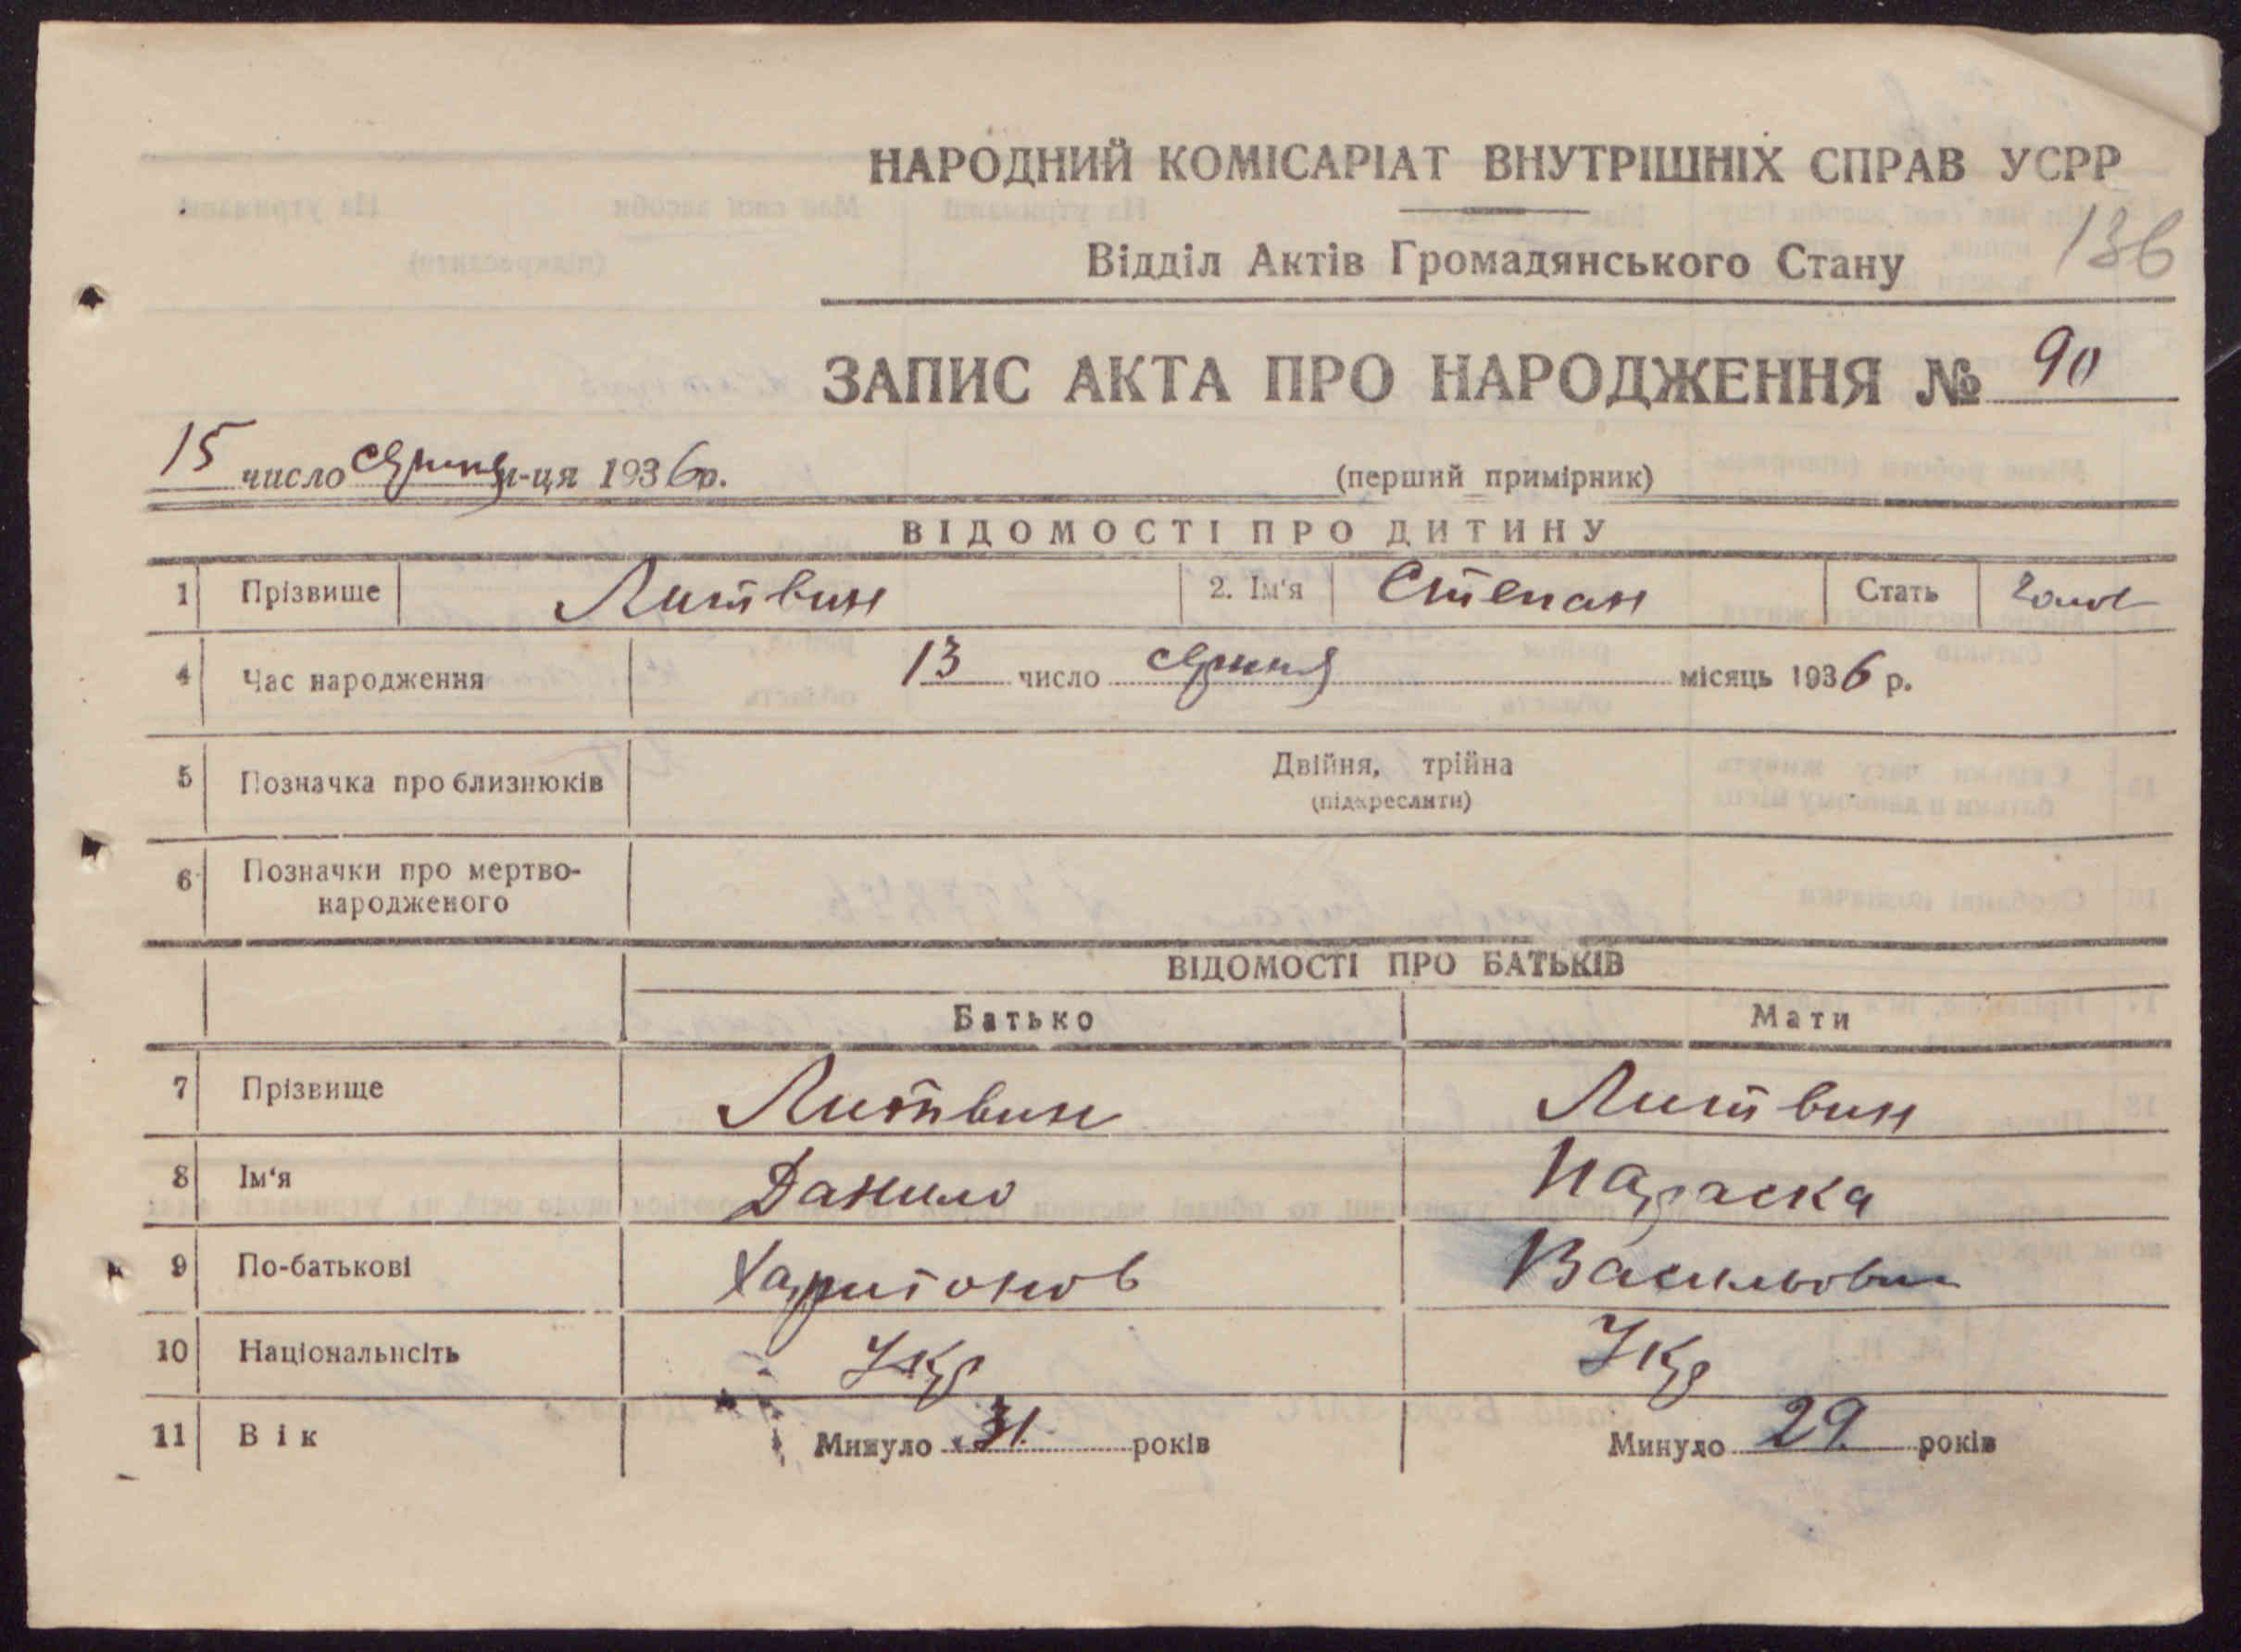 НАРОДНИЙ КОМІСАРІАТ ВНУТРІШНІХ СПРАВ УСРР
Відділ Актів Громадянського Стану 136
ЗАПИС АКТА ПРО НАРОДЖЕННЯ № 90
15 число серпня м-ця 1936 р.
(перший примірник)
ВІДОМОСТІ ПРО ДИТИНУ
1 Прізвище Литвин 2. Ім'я Степан Стать чолов
4 Час народження 13 число серпня місяць 1936 р.
5 Позначка про близнюків Двійня, трійна
(підкреслити)
6 Позначки про мертво-
народженого
ВІДОМОСТІ ПРО БАТЬКІВ
Батько Мати
7 Прізвище Литвин Литвин
8 Ім'я Данило Параска
9 По-батькові Харитонов Васильовна
10 Національнсіть Укр Укр
11 Вік Минуло 31. років Минуло 29. років